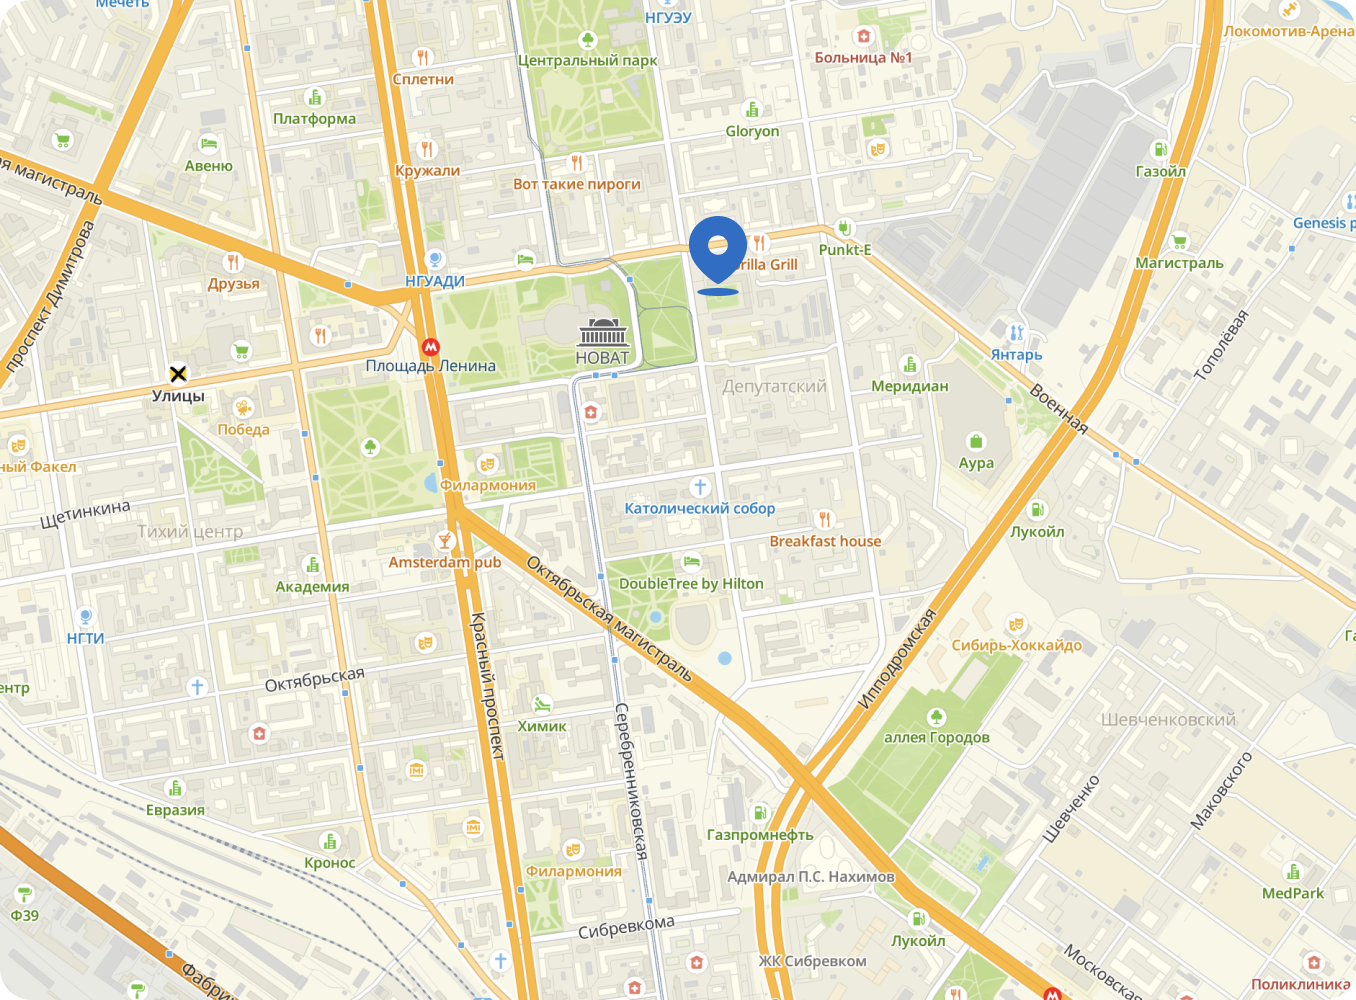 Мечеть
НГУЭУ
Локомотив-Арена
Больница №1
Центральный парк
Сплетни
Платформа
Gloryon
Авеню
Кружали
Вот такие пироги
Газойл
магистраль
Genesis
проспект Димитрова
Punkt-E
Магистраль
rilla Grill
НГУАДИ
Друзья
Тополёвая
НОВАТ
Янтарь
Площадь Ленина
Депутатский
Меридиан
Улицы
Военная
Победа
ный Факел
Аура
Филармония
Щетинкина
Католический собор
Тихий центр
Лукойл
Breakfast house
Amsterdam pub
Октябрьская магистраль
Академия
DoubleTree by Hilton
НГТИ
Красный проспект
Ипподромская
Сибирь-Хоккайдо
Октябрьская
ентр
Шевченковский
Химик
Серебренниковская
аллея Городов
Маковского
Шевченко
Евразия
Газпромнефть
Кронос
Филармония
Адмирал П.С. Нахимов
MedPark
Ф39
Сибревкома
Лукойл
ЖК Сибревком
Московская
Фабри
Поликлиника